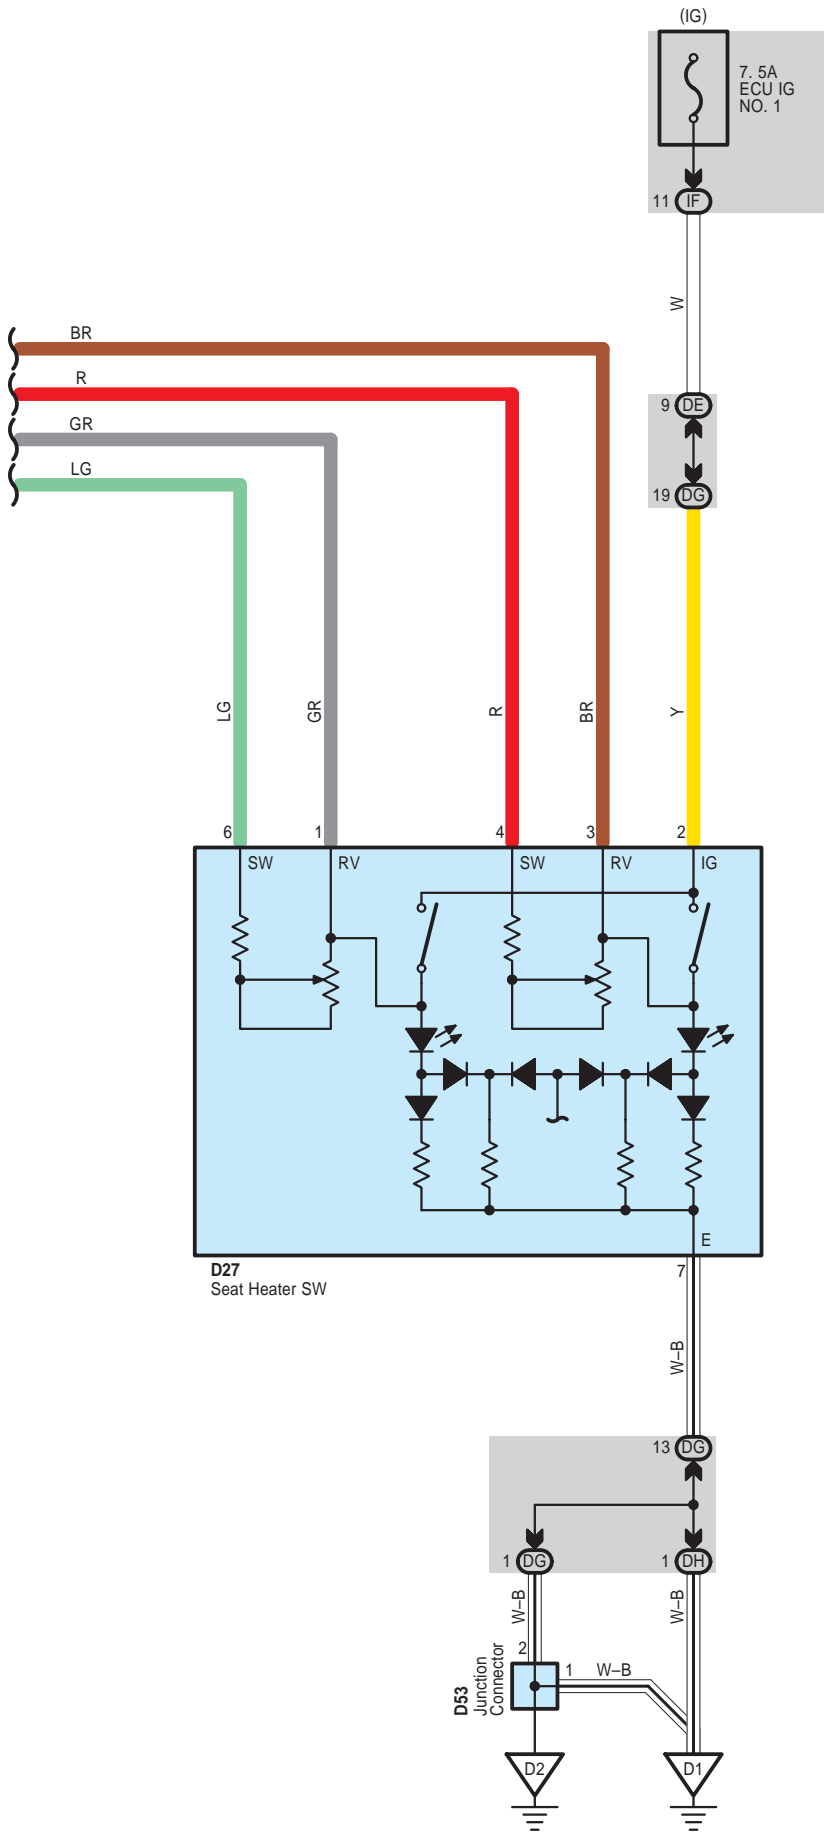 (IG)
7. 5A
ECU IG
NO. 1
11 IF
W
BR
R
GR
LG
9 DE
19 DG
LG
GR
R
BR
Y
6 1 4 3 2
SW RV SW RV IG
E
D27
Seat Heater SW
7
W–B
13 DG
1 DG 1 DH
W–B W–B
2
D53
Junction
Connector
1 W–B
D2 D1